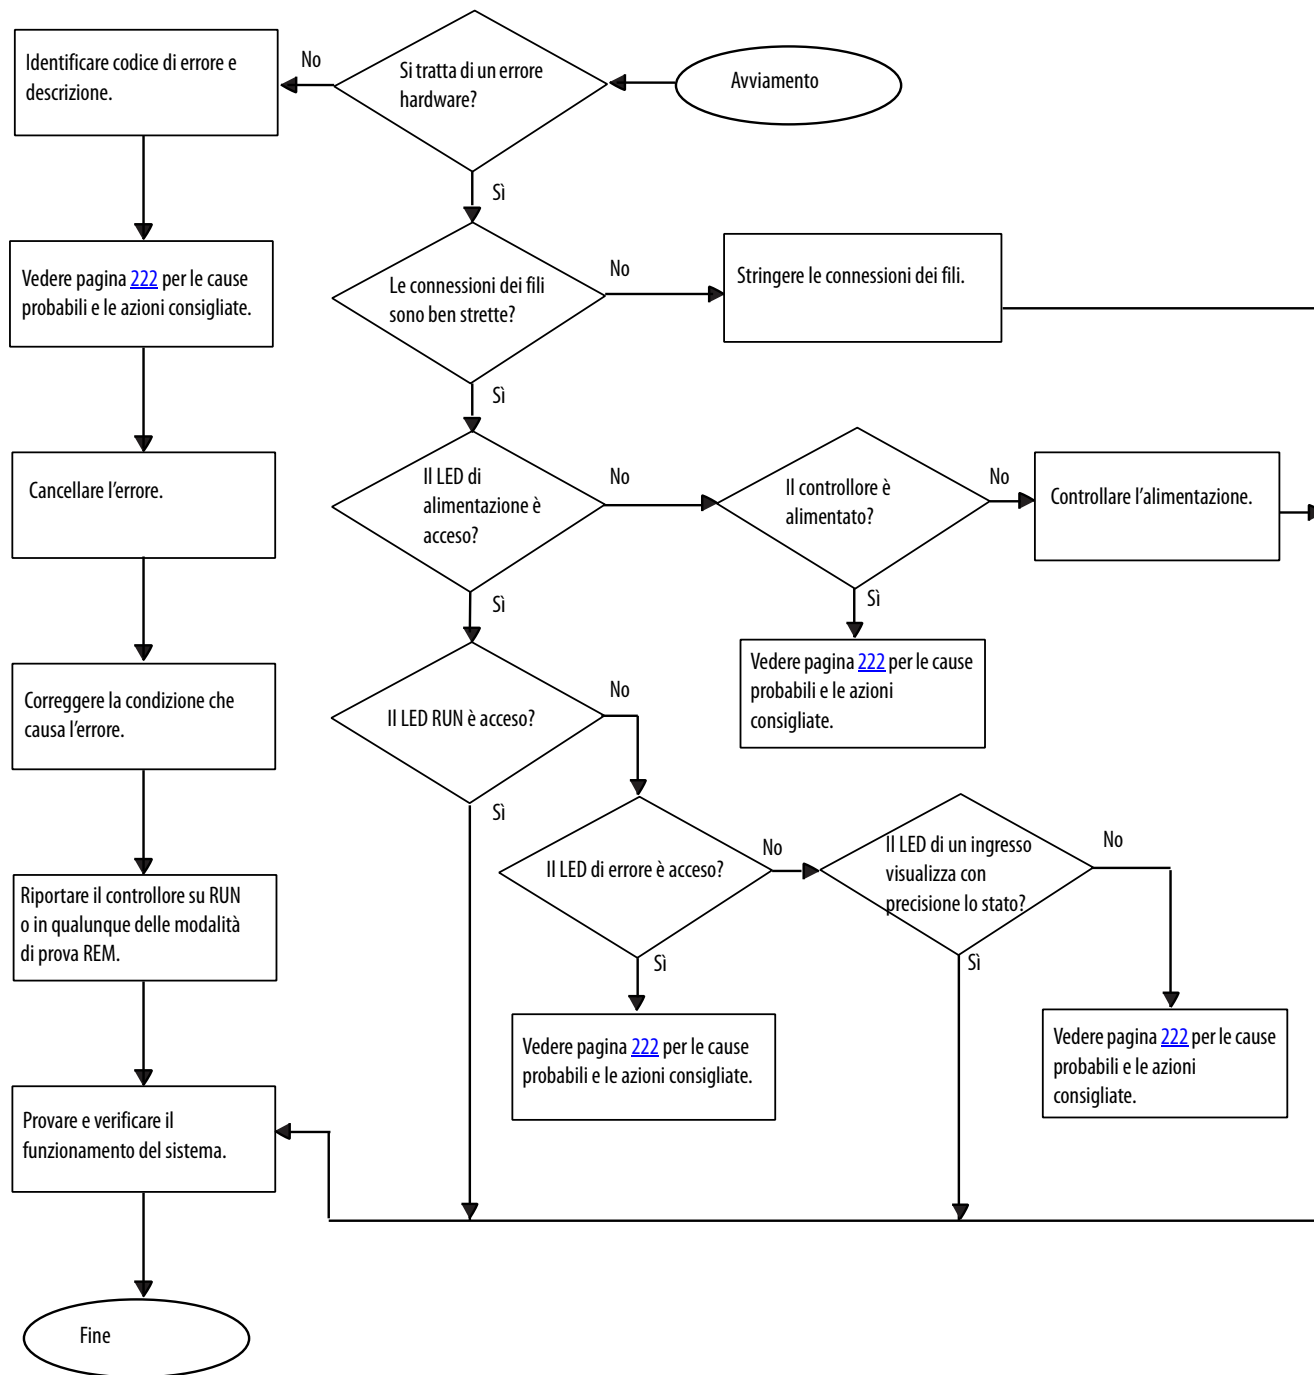 Identificare codice di errore e
descrizione.
No
Si tratta di un errore
hardware?
Avviamento
Sì
Vedere pagina 222 per le cause
probabili e le azioni consigliate.
Le connessioni dei fili
sono ben strette?
No
Stringere le connessioni dei fili.
Sì
Cancellare l'errore.
Il LED di
alimentazione è
acceso?
No
Il controllore è
alimentato?
No
Controllare l'alimentazione.
Sì
Sì
Vedere pagina 222 per le cause
probabili e le azioni
consigliate.
Correggere la condizione che
causa l'errore.
Il LED RUN è acceso?
No
Sì
Il LED di errore è acceso?
No
Il LED di un ingresso
visualizza con
precisione lo stato?
No
Riportare il controllore su RUN
o in qualunque delle modalità
di prova REM.
Sì
Sì
Vedere pagina 222 per le cause
probabili e le azioni consigliate.
Vedere pagina 222 per le cause
probabili e le azioni
consigliate.
Provare e verificare il
funzionamento del sistema.
Fine